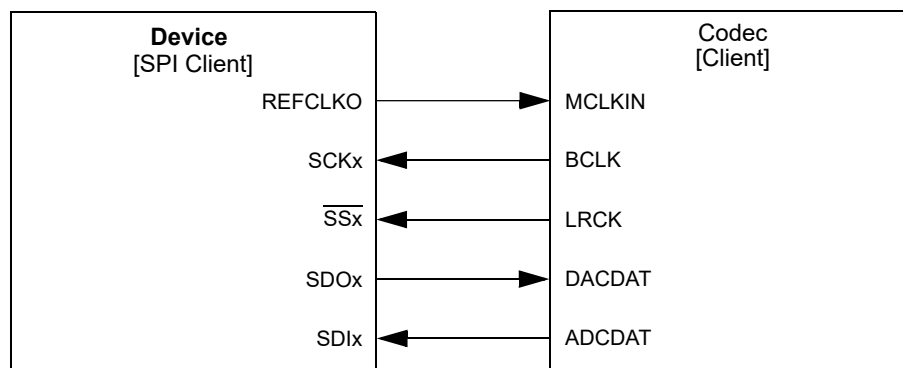 Device
[SPI Client]
Codec
[Client]
REFCLKO
MCLKIN
SCKx
BCLK
SSx
LRCK
SDOx
DACDAT
SDIx
ADCDAT